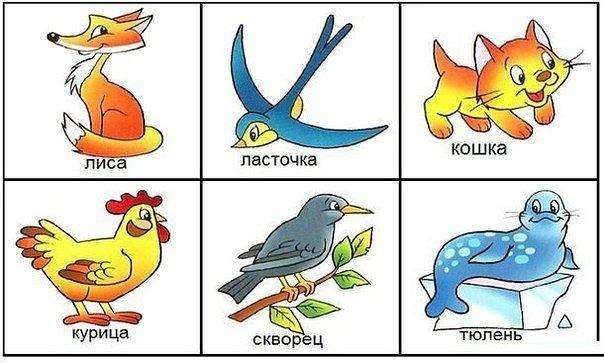 лиса
ласточка
кошка
курица
скворец
тюлень